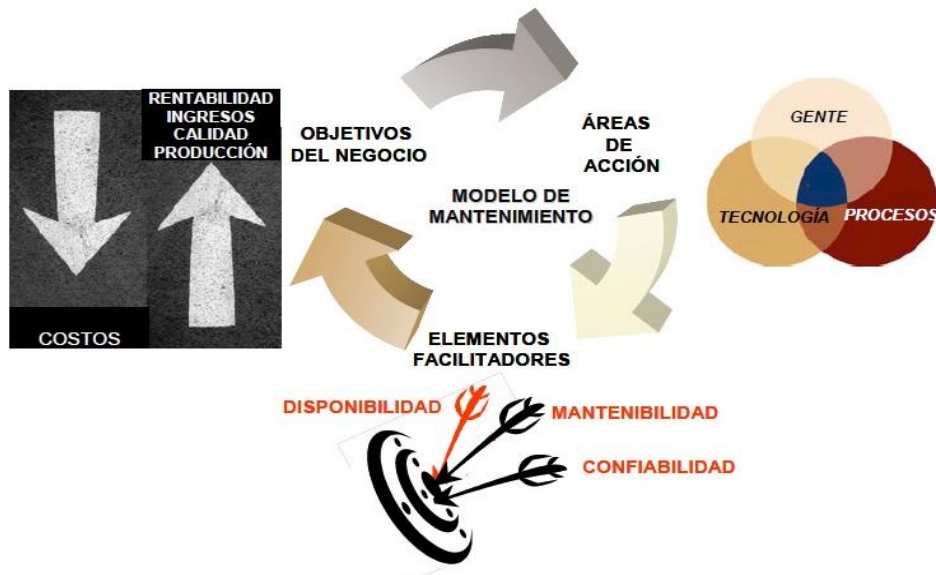 RENTABILIDAD
INGRESOS
CALIDAD
PRODUCCIÓN
COSTOS
OBJETIVOS
DEL NEGOCIO
ÁREAS
DE
ACCIÓN
MODELO DE
MANTENIMIENTO
GENTE
TECNOLOGÍA
PROCESOS
ELEMENTOS
FACILITADORES
DISPONIBILIDAD
MANTENIBILIDAD
CONFIABILIDAD